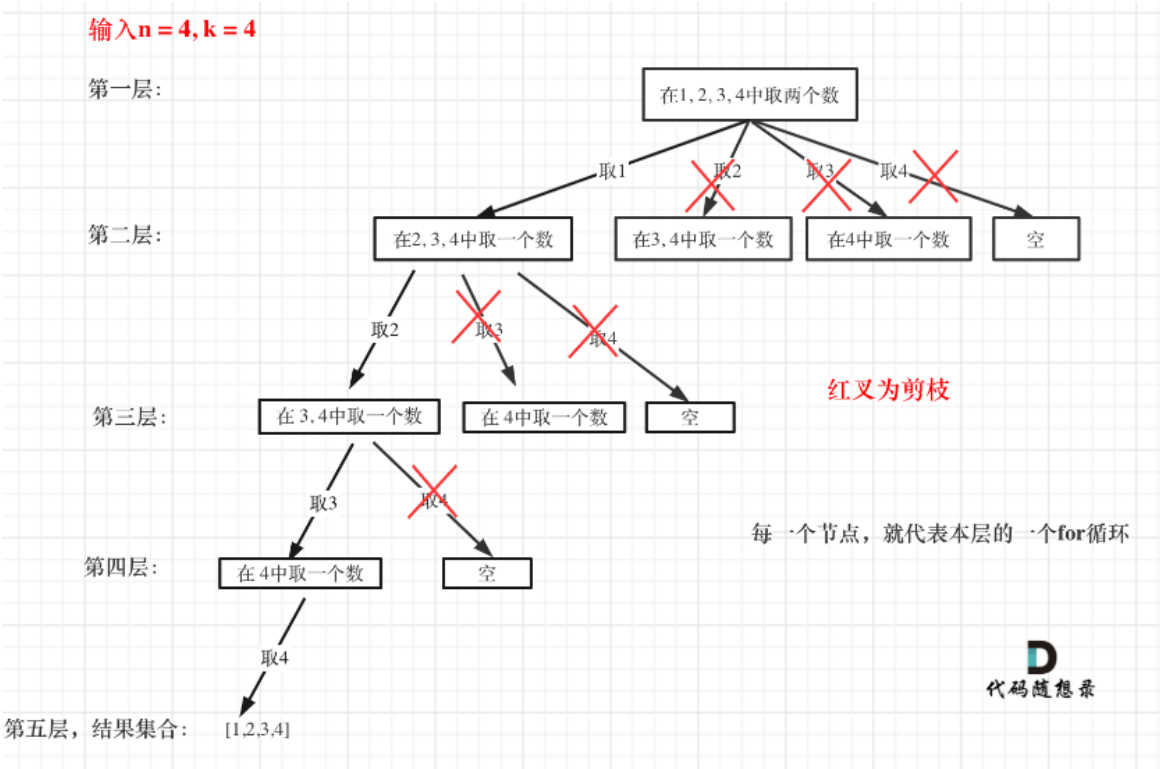 输入n = 4, k = 4
第一层：
在1, 2, 3, 4中取两个数
取1
取2
取3
取4
第二层：
在2, 3, 4中取一个数
在3, 4中取一个数
在4中取一个数
空
取2
取3
取4
红叉为剪枝
第三层：
在 3, 4中取一个数
在 4中取一个数
空
取3
取4
每一个节点，就代表本层的一个for循环
第四层：
在 4中取一个数
空
取4
代码随想录
第五层，结果集合：
[1,2,3,4]